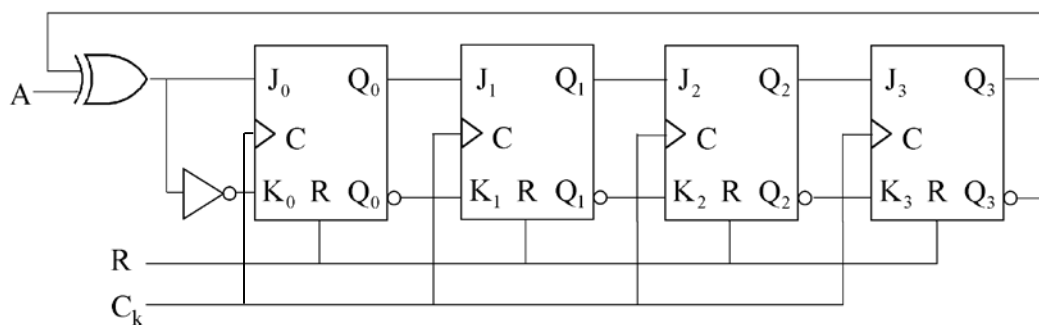 J₀ Q₀ J₁ Q₁ J₂ Q₂ J₃ Q₃
A
C C C C
K₀ R Q₀ K₁ R Q₁ K₂ R Q₂ K₃ R Q₃
R
Cₖ